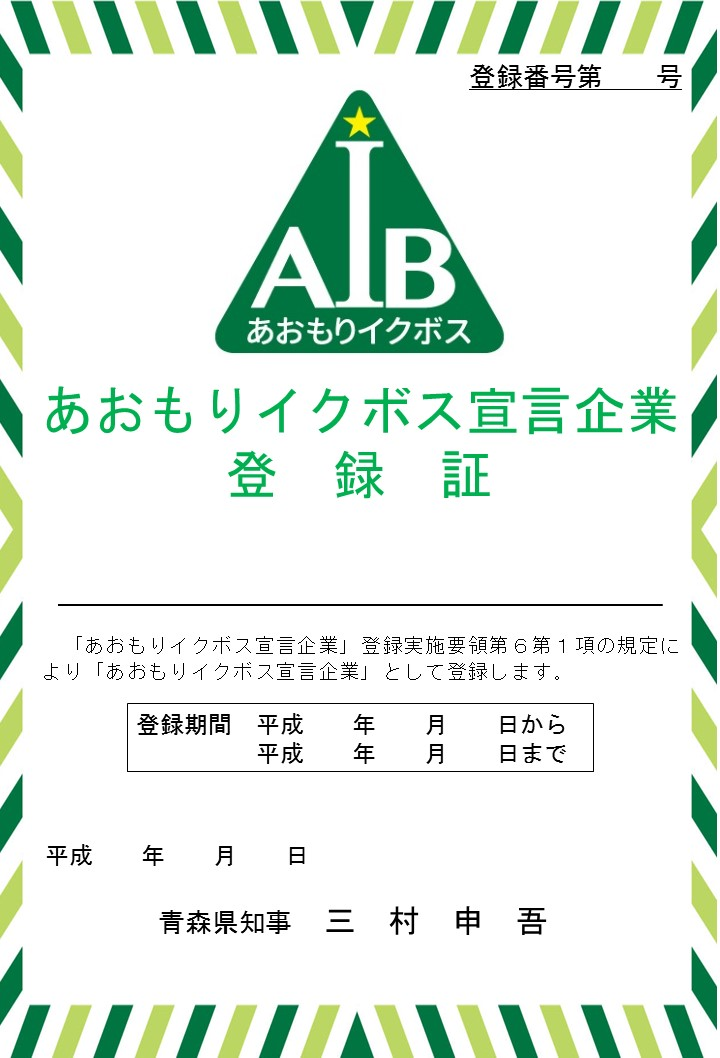 登録番号第　　号
AIB
あおもりイクボス
あおもりイクボス宣言企業
登　録　証
「あおもりイクボス宣言企業」登録実施要領第６第１項の規定に
より「あおもりイクボス宣言企業」として登録します。
登録期間　平成　　年　　月　　日から
平成　　年　　月　　日まで
平成　　年　　月　　日
青森県知事　三　村　申　吾